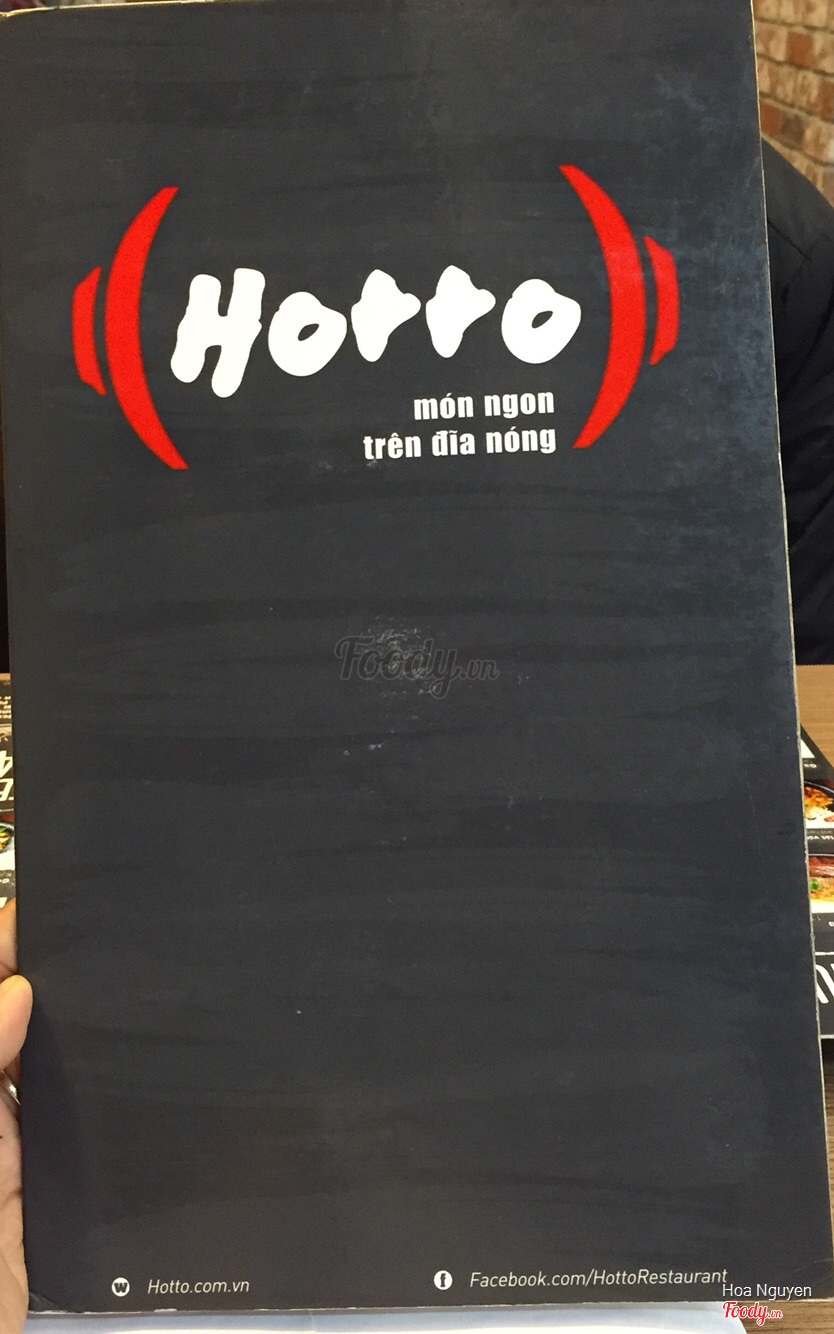 Hotto
món ngon
trên đĩa nóng
Foody.vn
Hotto.com.vn
Facebook.com/HottoRestaurant
Hoa Nguyen
Foody.vn